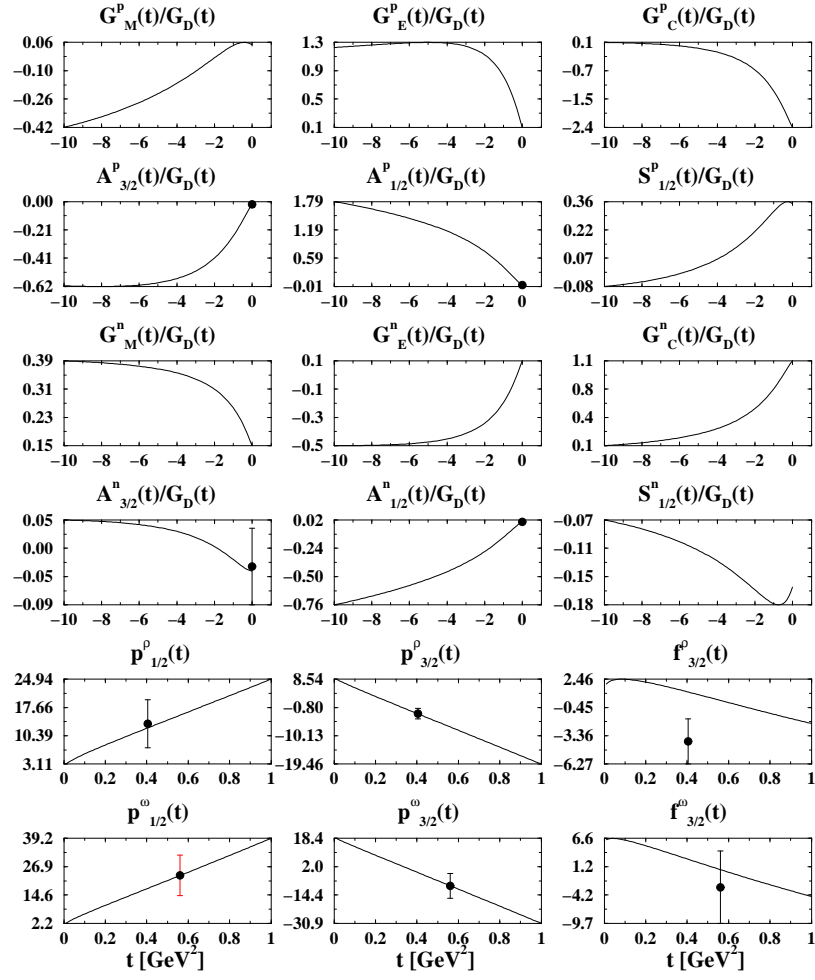 G^p_M(t)/G_D(t) G^p_E(t)/G_D(t) G^p_C(t)/G_D(t)
0.06 1.3 0.1
−0.10 0.9 −0.7
−0.26 0.5 −1.5
−0.42 0.1 −2.4
−10 −8 −6 −4 −2 0 −10 −8 −6 −4 −2 0 −10 −8 −6 −4 −2 0
A^p_3/2(t)/G_D(t) A^p_1/2(t)/G_D(t) S^p_1/2(t)/G_D(t)
0.00 1.79 0.36
−0.21 1.19 0.22
−0.41 0.59 0.07
−0.62 −0.01 −0.08
−10 −8 −6 −4 −2 0 −10 −8 −6 −4 −2 0 −10 −8 −6 −4 −2 0
G^n_M(t)/G_D(t) G^n_E(t)/G_D(t) G^n_C(t)/G_D(t)
0.39 0.1 1.1
0.31 −0.1 0.8
0.23 −0.3 0.4
0.15 −0.5 0.1
−10 −8 −6 −4 −2 0 −10 −8 −6 −4 −2 0 −10 −8 −6 −4 −2 0
A^n_3/2(t)/G_D(t) A^n_1/2(t)/G_D(t) S^n_1/2(t)/G_D(t)
0.05 0.02 −0.07
0.00 −0.24 −0.11
−0.05 −0.50 −0.15
−0.09 −0.76 −0.18
−10 −8 −6 −4 −2 0 −10 −8 −6 −4 −2 0 −10 −8 −6 −4 −2 0
p^ρ_1/2(t) p^ρ_3/2(t) f^ρ_3/2(t)
24.94 8.54 2.46
17.66 −0.80 −0.45
10.39 −10.13 −3.36
3.11 −19.46 −6.27
0 0.2 0.4 0.6 0.8 1 0 0.2 0.4 0.6 0.8 1 0 0.2 0.4 0.6 0.8 1
p^ω_1/2(t) p^ω_3/2(t) f^ω_3/2(t)
39.2 18.4 6.6
26.9 2.0 1.2
14.6 −14.4 −4.2
2.2 −30.9 −9.7
0 0.2 0.4 0.6 0.8 1 0 0.2 0.4 0.6 0.8 1 0 0.2 0.4 0.6 0.8 1
t [GeV²] t [GeV²] t [GeV²]